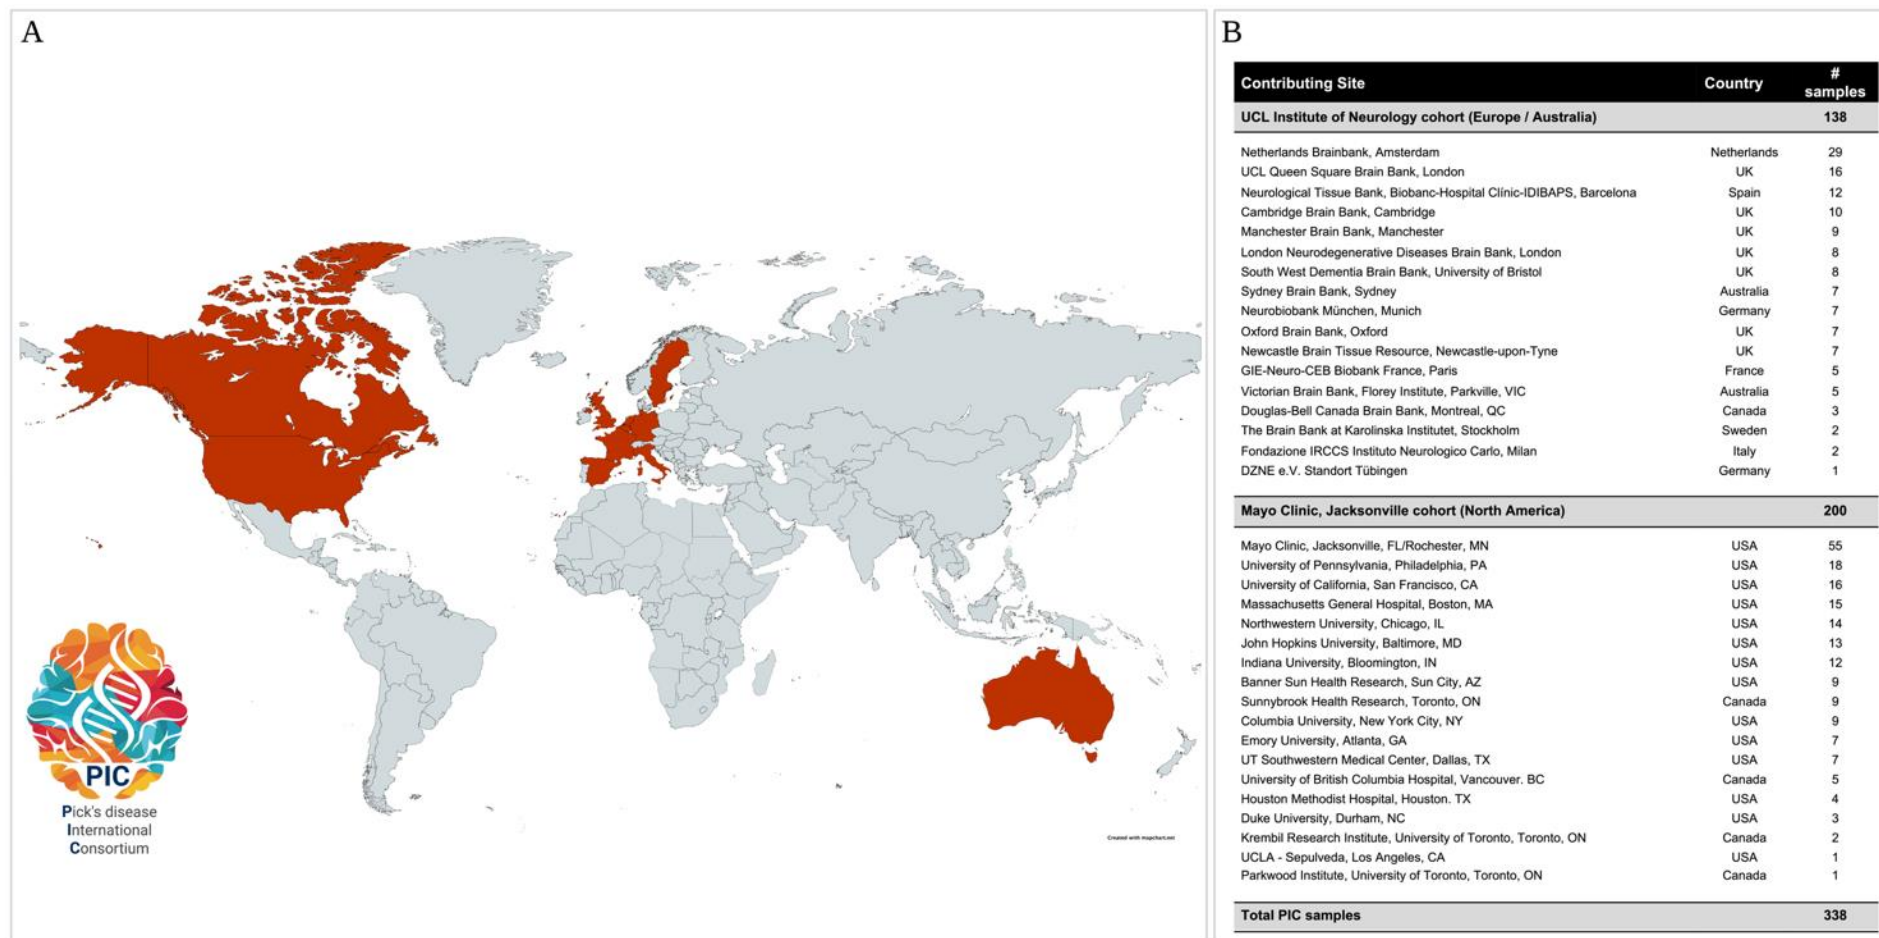 A
PIC
Pick's disease
International
Consortium
Created with mapchart.net
B
Contributing Site Country # samples
UCL Institute of Neurology cohort (Europe / Australia) 138
Netherlands Brainbank, Amsterdam Netherlands 29
UCL Queen Square Brain Bank, London UK 16
Neurological Tissue Bank, Biobanc-Hospital Clínic-IDIBAPS, Barcelona Spain 12
Cambridge Brain Bank, Cambridge UK 10
Manchester Brain Bank, Manchester UK 9
London Neurodegenerative Diseases Brain Bank, London UK 8
South West Dementia Brain Bank, University of Bristol UK 8
Sydney Brain Bank, Sydney Australia 7
Neurobiobank München, Munich Germany 7
Oxford Brain Bank, Oxford UK 7
Newcastle Brain Tissue Resource, Newcastle-upon-Tyne UK 7
GIE-Neuro-CEB Biobank France, Paris France 5
Victorian Brain Bank, Florey Institute, Parkville, VIC Australia 5
Douglas-Bell Canada Brain Bank, Montreal, QC Canada 3
The Brain Bank at Karolinska Institutet, Stockholm Sweden 2
Fondazione IRCCS Instituto Neurologico Carlo, Milan Italy 2
DZNE e.V. Standort Tübingen Germany 1
Mayo Clinic, Jacksonville cohort (North America) 200
Mayo Clinic, Jacksonville, FL/Rochester, MN USA 55
University of Pennsylvania, Philadelphia, PA USA 18
University of California, San Francisco, CA USA 16
Massachusetts General Hospital, Boston, MA USA 15
Northwestern University, Chicago, IL USA 14
John Hopkins University, Baltimore, MD USA 13
Indiana University, Bloomington, IN USA 12
Banner Sun Health Research, Sun City, AZ USA 9
Sunnybrook Health Research, Toronto, ON Canada 9
Columbia University, New York City, NY USA 9
Emory University, Atlanta, GA USA 7
UT Southwestern Medical Center, Dallas, TX USA 7
University of British Columbia Hospital, Vancouver. BC Canada 5
Houston Methodist Hospital, Houston. TX USA 4
Duke University, Durham, NC USA 3
Krembil Research Institute, University of Toronto, Toronto, ON Canada 2
UCLA - Sepulveda, Los Angeles, CA USA 1
Parkwood Institute, University of Toronto, Toronto, ON Canada 1
Total PIC samples 338